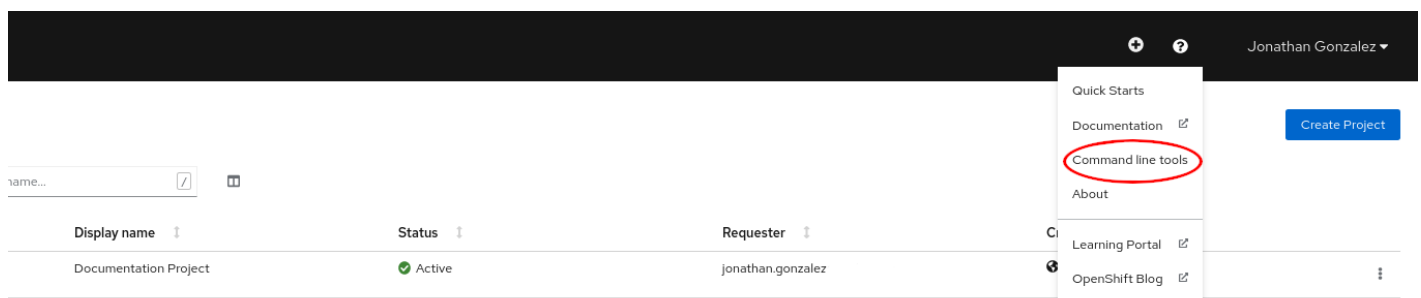 Jonathan Gonzalez
Quick Starts
Documentation
Create Project
Command line tools
name...
/
About
Display name
Status
Requester
Learning Portal
Documentation Project
Active
jonathan.gonzalez
OpenShift Blog